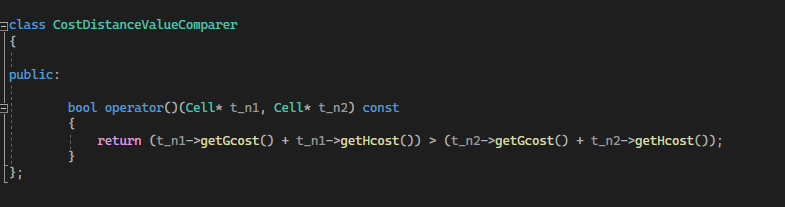 class CostDistanceValueComparer
{
public:
bool operator()(Cell* t_n1, Cell* t_n2) const
{
return (t_n1->getGcost() + t_n1->getHcost()) > (t_n2->getGcost() + t_n2->getHcost());
}
};